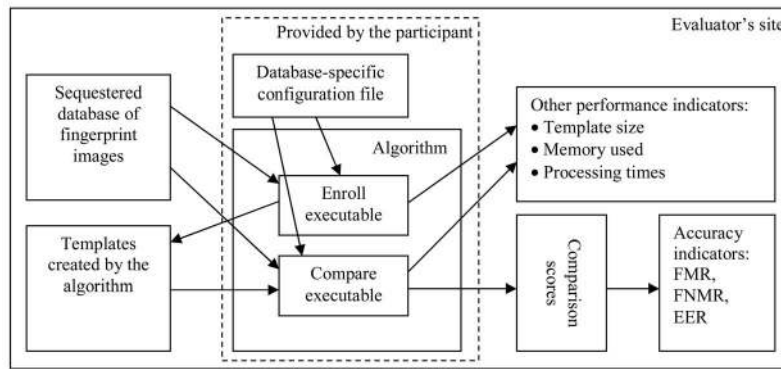 Evaluator's site
Provided by the participant
Sequestered
database of
fingerprint
images
Database-specific
configuration file
Algorithm
Enroll
executable
Compare
executable
Templates
created by the
algorithm
Other performance indicators:
• Template size
• Memory used
• Processing times
Comparison
scores
Accuracy
indicators:
FMR,
FNMR,
EER